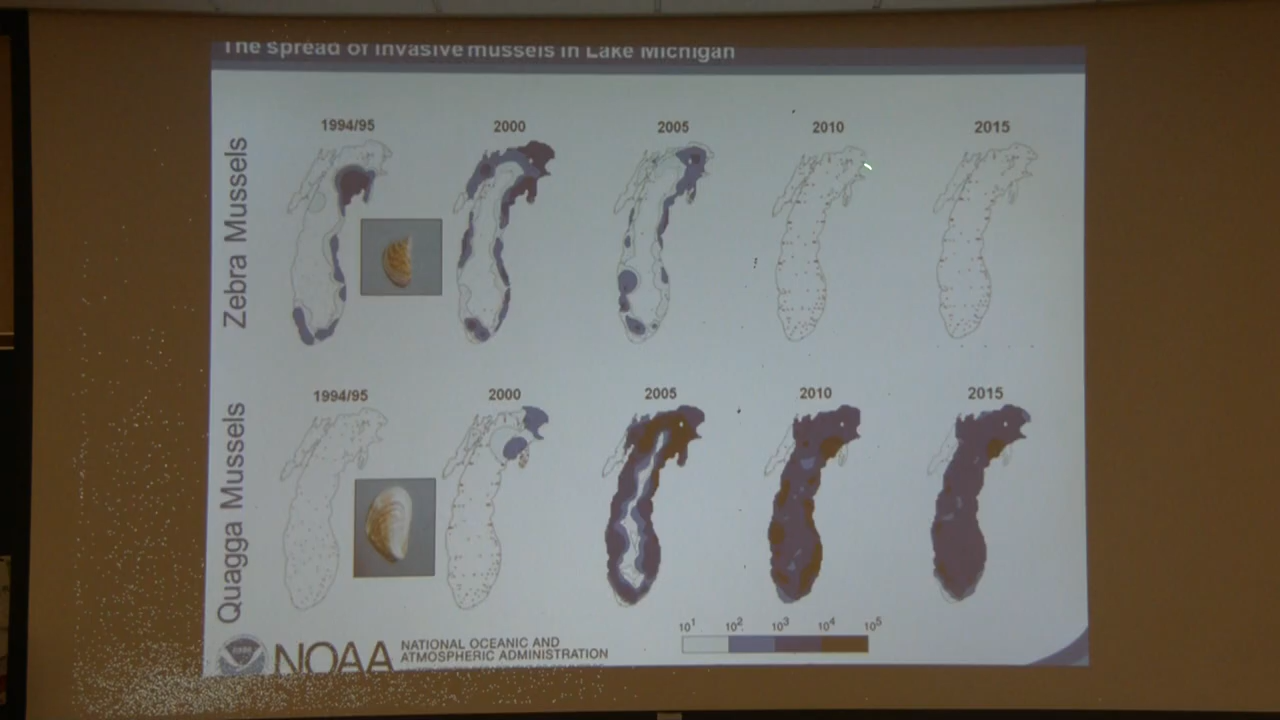 The spread of invasive mussels in Lake Michigan
Zebra Mussels
1994/95
2000
2005
2010
2015
Quagga Mussels
1994/95
2000
2005
2010
2015
NOAA
NATIONAL OCEANIC AND
ATMOSPHERIC ADMINISTRATION
10¹ 10² 10³ 10⁴ 10⁵